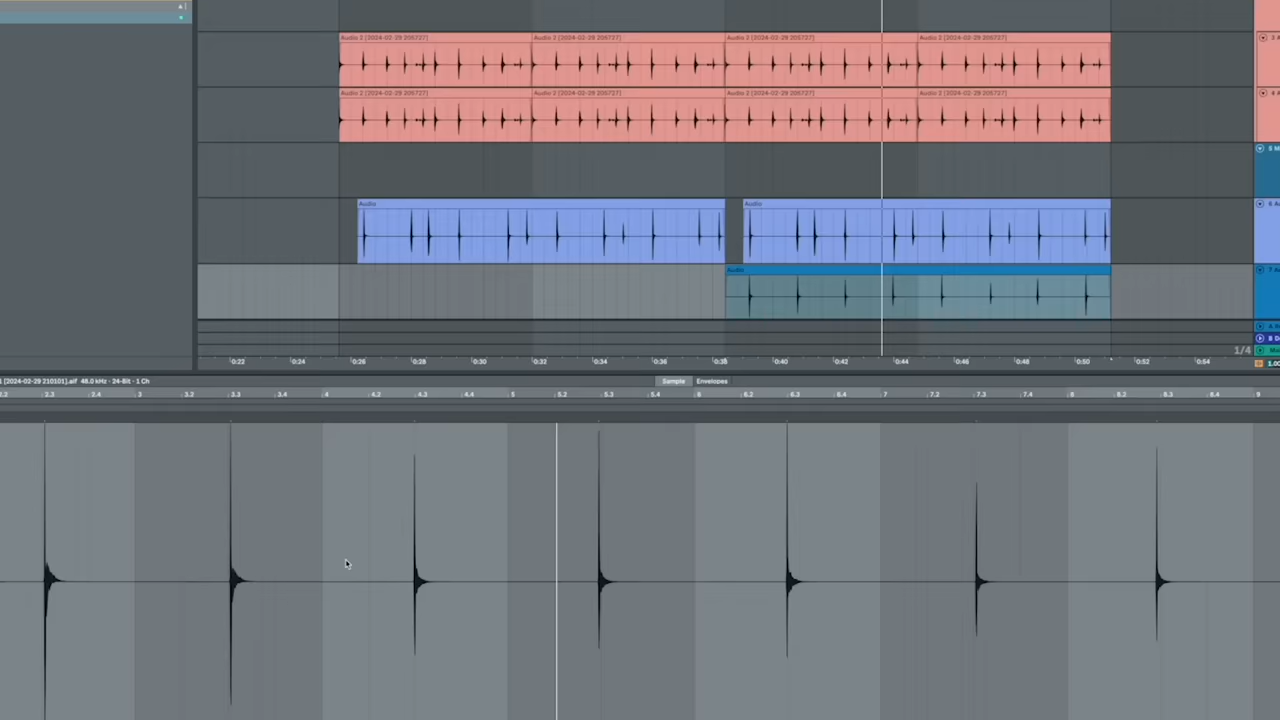 Audio 2 [2024-02-29 205727] Audio 2 [2024-02-29 205727] Audio 2 [2024-02-29 205727] Audio 2 [2024-02-29 205727]
Audio 2 [2024-02-29 205727] Audio 2 [2024-02-29 205727] Audio 2 [2024-02-29 205727] Audio 2 [2024-02-29 205727]
5 M
Audio Audio
Audio
0:22 0:24 0:26 0:28 0:30 0:32 0:34 0:36 0:38 0:40 0:42 0:44 0:46 0:48 0:50 0:52 0:54
1/4
1.00
[2024-02-29 210101].aif 48.0 kHz · 24-Bit · 1 Ch
Sample Envelopes
2.3 2.4 3 3.2 3.3 3.4 4 4.2 4.3 4.4 5 5.2 5.3 5.4 6 6.2 6.3 6.4 7 7.2 7.3 7.4 8 8.2 8.3 8.4 9